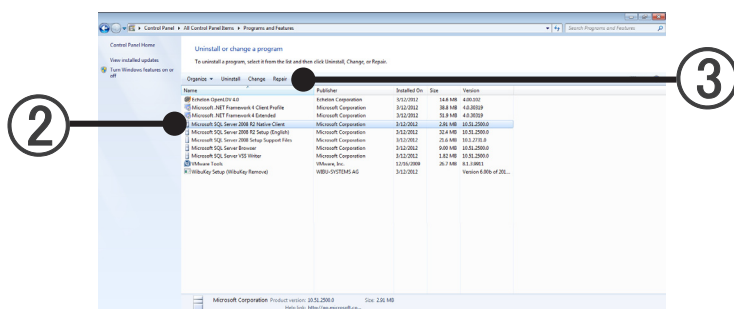 Control Panel ▸ All Control Panel Items ▸ Programs and Features
Search Programs and Features
Control Panel Home
View installed updates
Turn Windows features on or off
Uninstall or change a program
To uninstall a program, select it from the list and then click Uninstall, Change, or Repair.
Organize Uninstall Change Repair
3
Name Publisher Installed On Size Version
Echelon OpenLDV 4.0 Echelon Corporation 3/12/2012 14.8 MB 4.00.102
Microsoft .NET Framework 4 Client Profile Microsoft Corporation 3/12/2012 38.8 MB 4.0.30319
Microsoft .NET Framework 4 Extended Microsoft Corporation 3/12/2012 51.9 MB 4.0.30319
2
Microsoft SQL Server 2008 R2 Native Client Microsoft Corporation 3/12/2012 2.91 MB 10.51.2500.0
Microsoft SQL Server 2008 R2 Setup (English) Microsoft Corporation 3/12/2012 32.4 MB 10.51.2500.0
Microsoft SQL Server 2008 Setup Support Files Microsoft Corporation 3/12/2012 21.6 MB 10.1.2731.0
Microsoft SQL Server Browser Microsoft Corporation 3/12/2012 9.00 MB 10.51.2500.0
Microsoft SQL Server VSS Writer Microsoft Corporation 3/12/2012 1.82 MB 10.51.2500.0
VMware Tools VMware, Inc. 12/16/2009 26.7 MB
WibuKey Setup (WibuKey Remove) WIBU-SYSTEMS AG 3/12/2012 Version 6.00b of 201...
Microsoft Corporation Product version: 10.51.2500.0 Size: 2.91 MB
Help link: